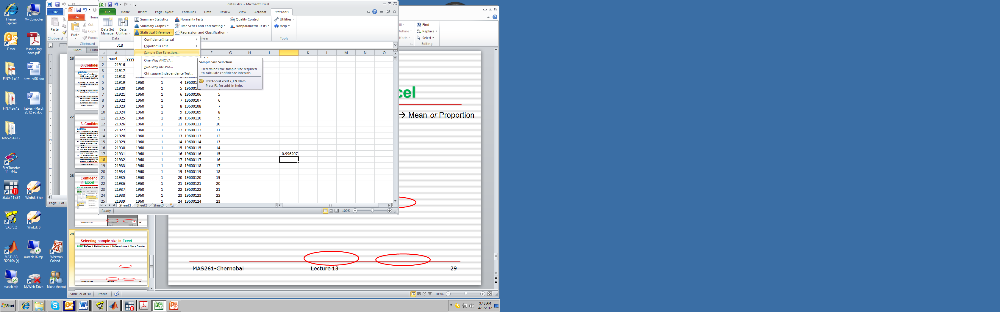 Internet
Explorer
My Computer
E-mail
Visa to Italy
docs.pdf
FIN741-s12
bcw - v06.doc
FIN742-s12
Tables - March
2012 ed.doc
MAS261-s12
StatTransfer
11 - 64w
Stata 11 x64
WinEdt 6 (s)
SAS 9.2
WinEdt 6
MATLAB
R2010b (s)
minitab16.rdp
Whitman
Calend...
matlab.rdp
MyWeb Drive
Misha (home)
File
Paste
Clipboard
Page: 1 of 1
File
Home
Paste
Cut
Copy
Forma
Clipboard
Slides
Outli
26
3. Confiden
Example:
27
3. Confiden
Example:
28
Confidenc
in Excel
29
Selecting sample size in Excel
Excel: StatTools → Statistical Inference → Confidence Interval → Mean or Proportion
Slide 29 of 30
"Profile"
109%
dates.xlsx - Microsoft Excel
File Home Insert Page Layout Formulas Data Review View Acrobat StatTools
Data Set
Manager
Data
Utilities
Data
Summary Statistics
Summary Graphs
Statistical Inference
Normality Tests
Time Series and Forecasting
Regression and Classification
Quality Control
Nonparametric Tests
alyses
Utilities
Help
Tools
Confidence Interval
Hypothesis Test
Sample Size Selection...
One-Way ANOVA...
Two-Way ANOVA...
Chi-square Independence Test...
Sample Size Selection
Determines the sample size required
to calculate confidence intervals
StatToolsExcel12_EN.xlam
Press F1 for add-in help.
J18
A F G H I J K L M N O
1 excel yyyy
2 21916
3 21917
4 21918
5 21919 1960 1 4
6 21920 1960 1 5
7 21921 1960 1 6 19600106 5
8 21922 1960 1 7 19600107 6
9 21923 1960 1 8 19600108 7
10 21924 1960 1 9 19600109 8
11 21925 1960 1 10 19600110 9
12 21926 1960 1 11 19600111 10
13 21927 1960 1 12 19600112 11
14 21928 1960 1 13 19600113 12
15 21929 1960 1 14 19600114 13
16 21930 1960 1 15 19600115 14
17 21931 1960 1 16 19600116 15 0.996207
18 21932 1960 1 17 19600117 16
19 21933 1960 1 18 19600118 17
20 21934 1960 1 19 19600119 18
21 21935 1960 1 20 19600120 19
22 21936 1960 1 21 19600121 20
23 21937 1960 1 22 19600122 21
24 21938 1960 1 23 19600123 22
25 21939 1960 1 24 19600124 23
Sheet1 Sheet2 Sheet3
Ready
100%
Find
Replace
Select
Editing
cel
→ Mean or Proportion
MAS261-Chernobai
Lecture 13
29
Start
9:46 AM
4/9/2012